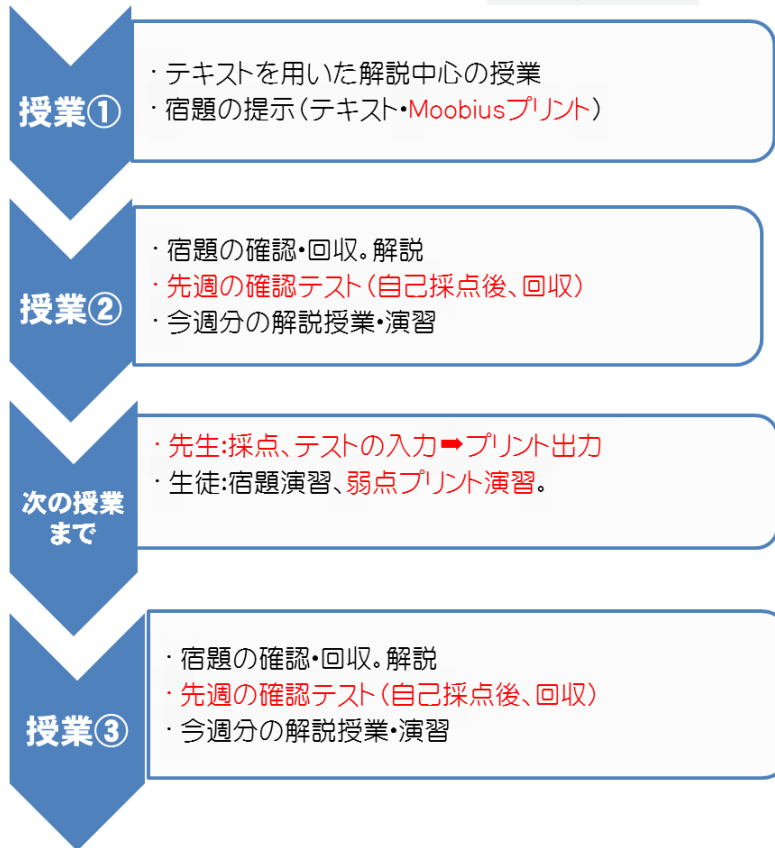 授業①
・テキストを用いた解説中心の授業
・宿題の提示(テキスト・Moobiusプリント)
授業②
・宿題の確認・回収。解説
・先週の確認テスト(自己採点後、回収)
・今週分の解説授業・演習
次の授業
まで
・先生:採点、テストの入力➡プリント出力
・生徒:宿題演習、弱点プリント演習。
授業③
・宿題の確認・回収。解説
・先週の確認テスト(自己採点後、回収)
・今週分の解説授業・演習